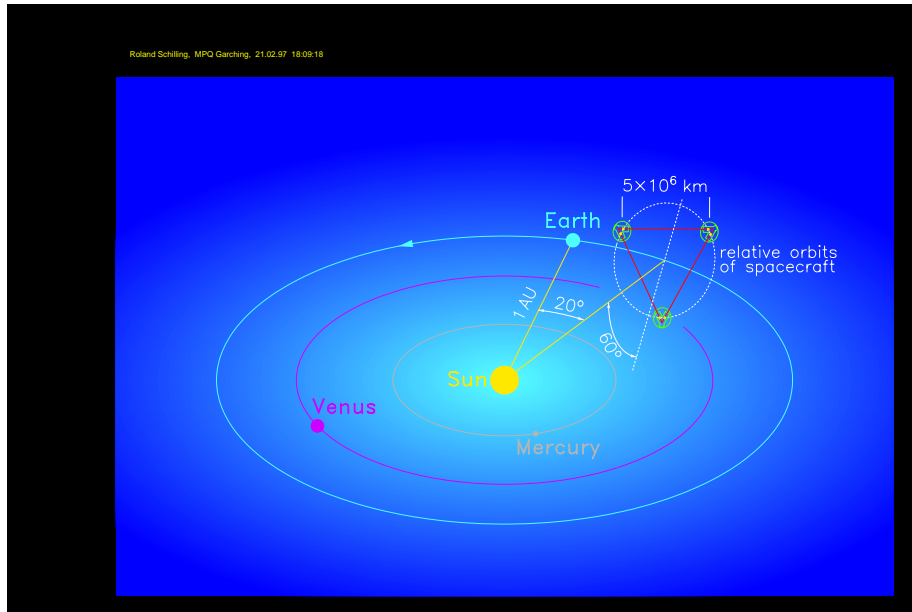 Roland Schilling, MPQ Garching, 21.02.97 18:09:18
5×10⁶ km
Earth
relative orbits
of spacecraft
1 AU
20°
60°
Sun
Venus
Mercury